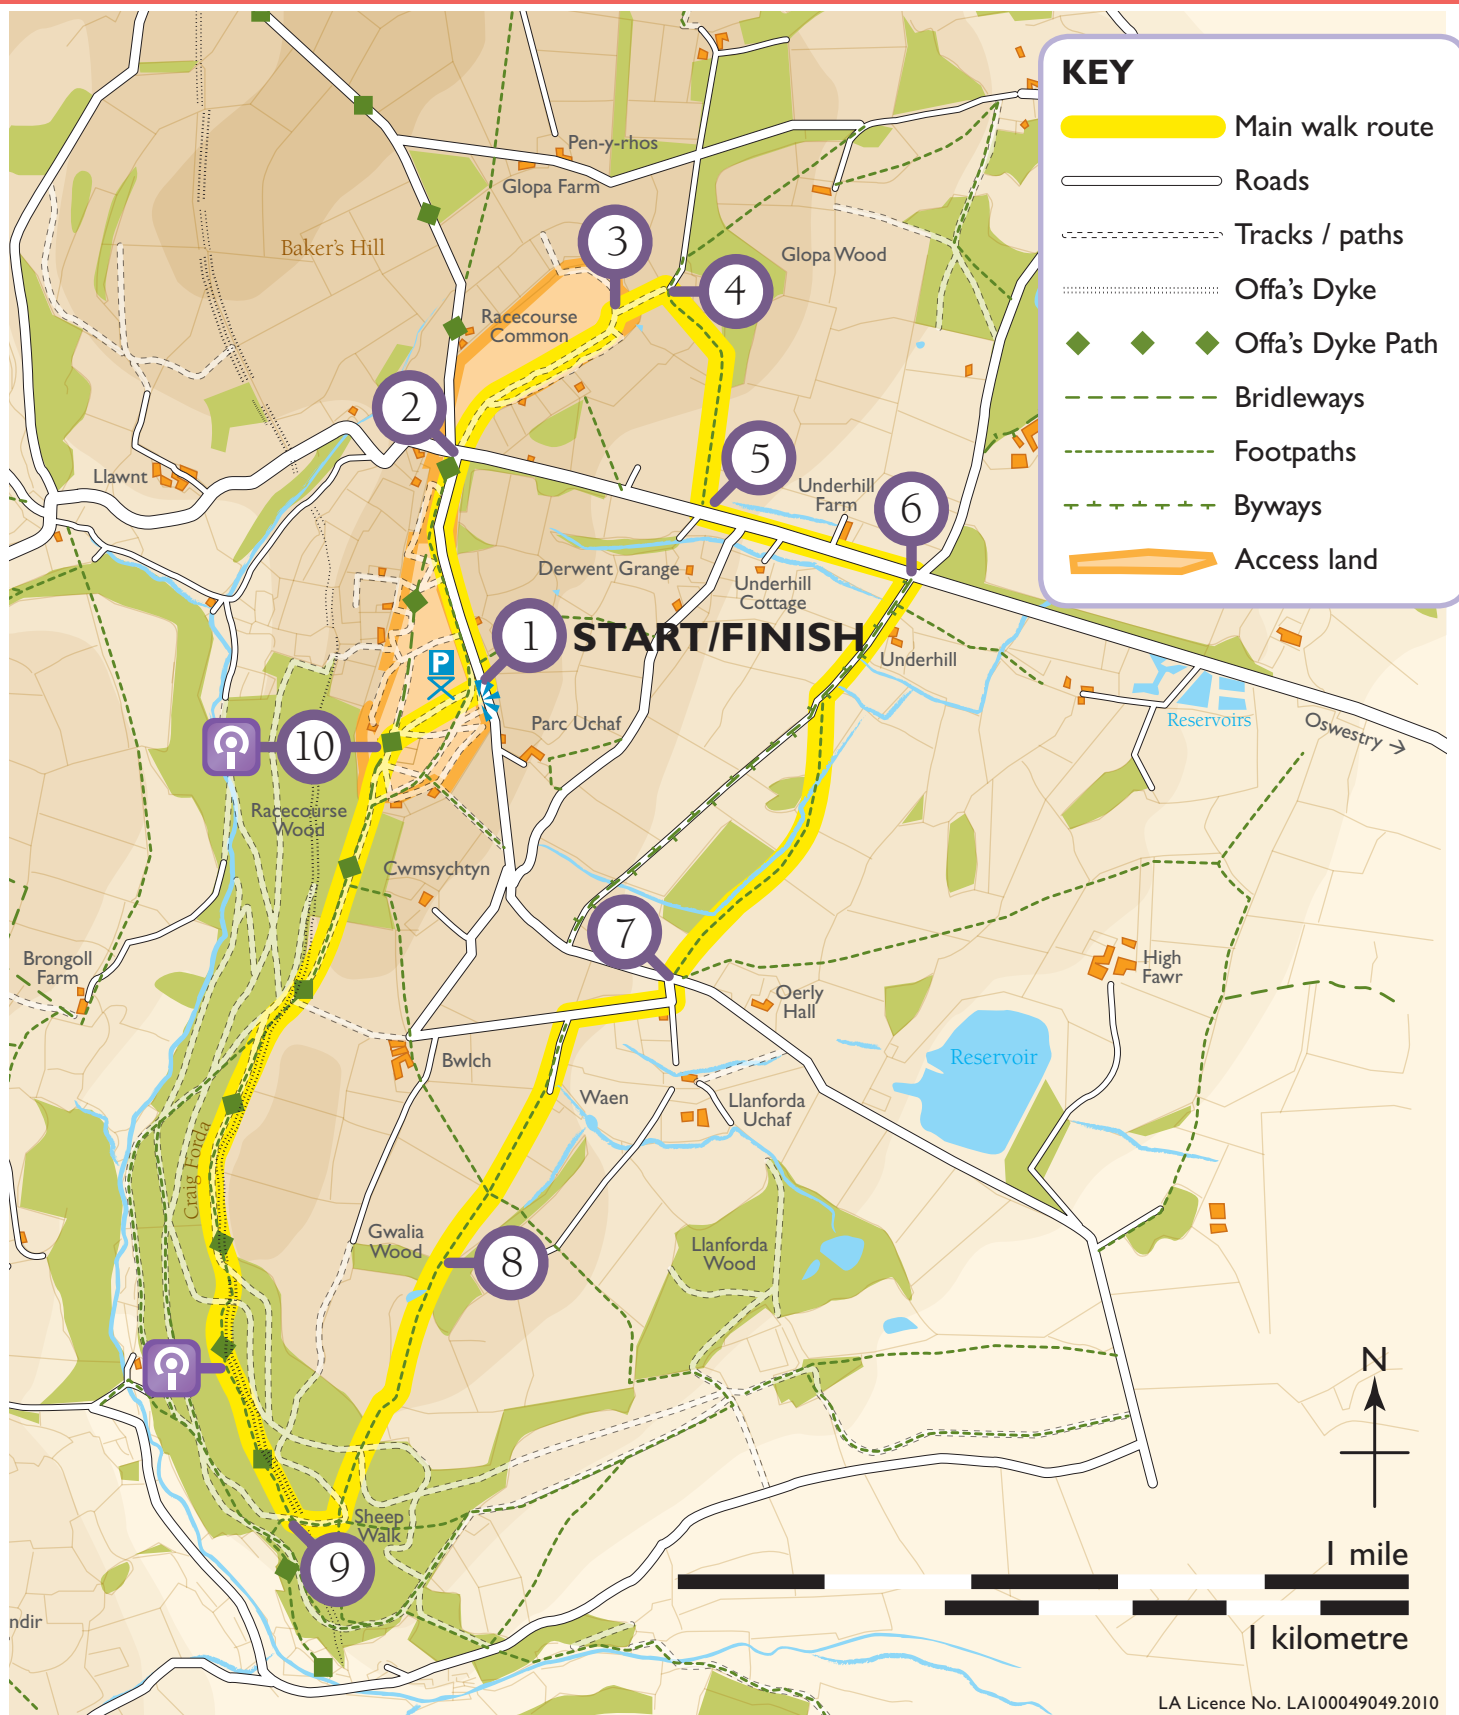 KEY
Main walk route
Roads
Tracks / paths
Offa's Dyke
Offa's Dyke Path
Bridleways
Footpaths
Byways
Access land
Pen-y-rhos
Glopa Farm
3
Baker's Hill
Glopa Wood
4
Racecourse
Common
2
Llawnt
5
Underhill
Farm
6
Derwent Grange
Underhill
Cottage
1
START/FINISH
P
Underhill
Reservoirs
Oswestry →
Parc Uchaf
10
Racecourse
Wood
Cwmsychtyn
7
Brongoll
Farm
High
Fawr
Oerly
Hall
Reservoir
Bwlch
Waen
Llanforda
Uchaf
Craig Forda
Gwalia
Wood
8
Llanforda
Wood
N
Sheep
Walk
9
1 mile
1 kilometre
ndir
LA Licence No. LA100049049.2010